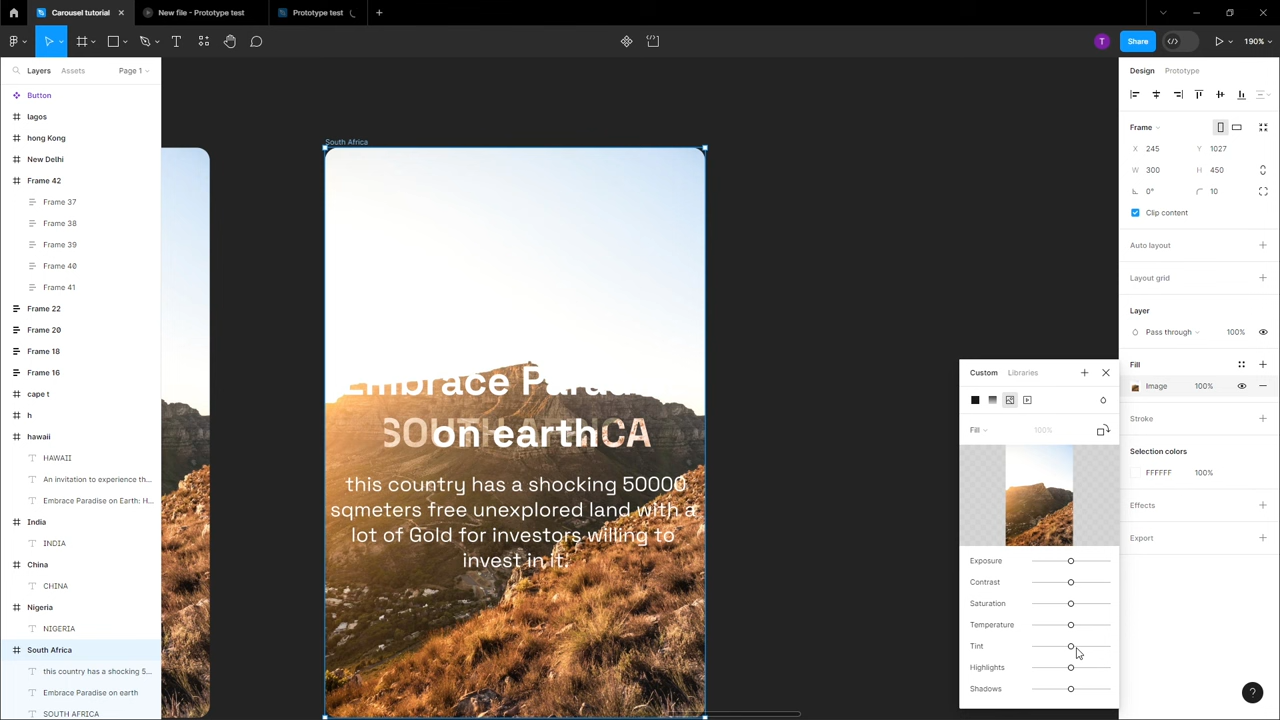 Carousel tutorial
New file - Prototype test
Prototype test
T
Share
190%
Layers
Assets
Page 1
Button
lagos
hong Kong
New Delhi
Frame 42
Frame 37
Frame 38
Frame 39
Frame 40
Frame 41
Frame 22
Frame 20
Frame 18
Frame 16
cape t
h
hawaii
HAWAII
An invitation to experience th...
Embrace Paradise on Earth: H...
India
INDIA
China
CHINA
Nigeria
NIGERIA
South Africa
this country has a shocking 5...
Embrace Paradise on earth
SOUTH AFRICA
South Africa
Embrace Paradise
on earth
SOUTH AFRICA
this country has a shocking 50000
sqmeters free unexplored land with a
lot of Gold for investors willing to
invest in it.
Custom
Libraries
Fill
100%
Exposure
Contrast
Saturation
Temperature
Tint
Highlights
Shadows
Design
Prototype
Frame
X 245 Y 1027
W 300 H 450
0° 10
Clip content
Auto layout
Layout grid
Layer
Pass through 100%
Fill
Image 100%
Stroke
Selection colors
FFFFFF 100%
Effects
Export
?